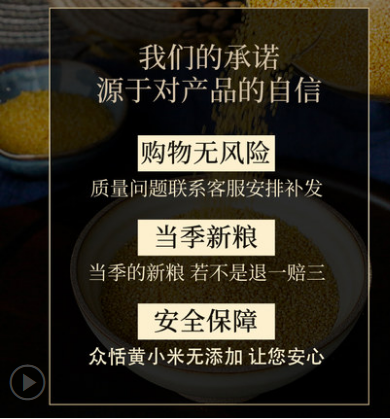 我们的承诺
源于对产品的自信
购物无风险
质量问题联系客服安排补发
当季新粮
当季的新粮 若不是退一赔三
安全保障
众恬黄小米无添加 让您安心